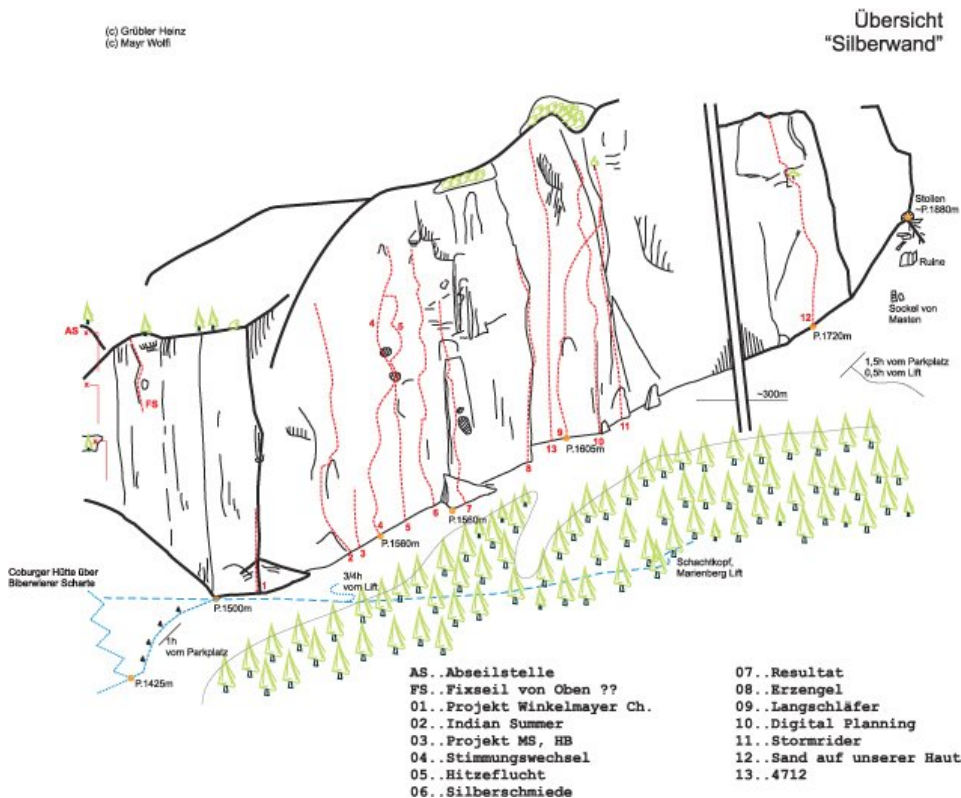 (c) Grübler Heinz
(c) Mayr Wolfi
Übersicht
"Silberwand"
Stollen
~P.1880m
Ruine
Sockel von
Masten
AS
FS
4
5
12
P.1720m
1,5h vom Parkplatz
0,5h vom Lift
~300m
11
9
10
13
P.1605m
8
6
7
P.1560m
4
5
P.1560m
2
3
1
Coburger Hütte über
Biberwierer Scharte
3/4h
vom Lift
Schachtkopf,
Marienberg Lift
P.1500m
1h
vom Parkplatz
P.1425m
AS..Abseilstelle
FS..Fixseil von Oben ??
01..Projekt Winkelmayer Ch.
02..Indian Summer
03..Projekt MS, HB
04..Stimmungswechsel
05..Hitzeflucht
06..Silberschmiede
07..Resultat
08..Erzengel
09..Langschläfer
10..Digital Planning
11..Stormrider
12..Sand auf unserer Haut
13..4712